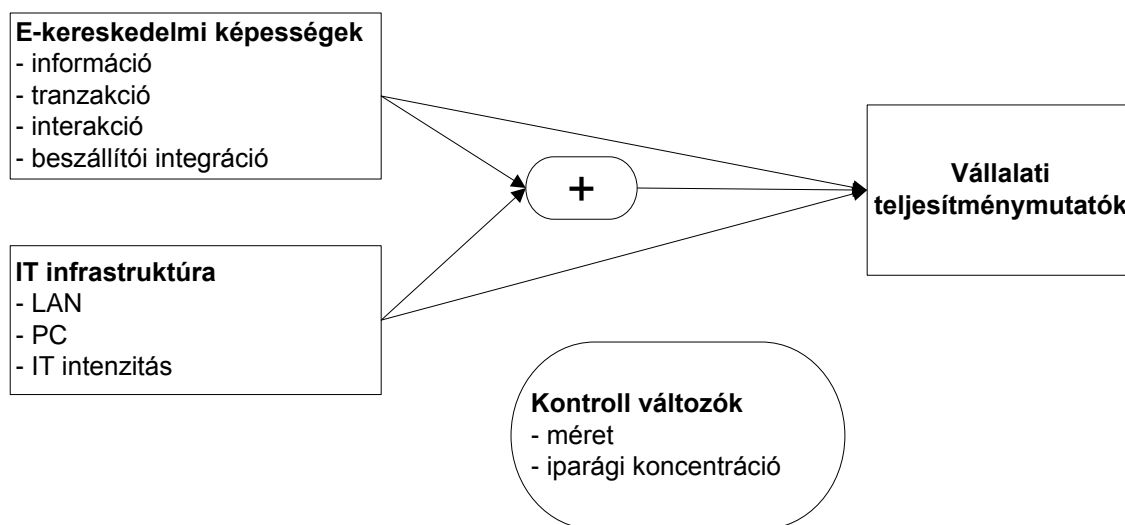 E-kereskedelmi képességek
- információ
- tranzakció
- interakció
- beszállítói integráció
+
Vállalati
teljesítménymutatók
IT infrastruktúra
- LAN
- PC
- IT intenzitás
Kontroll változók
- méret
- iparági koncentráció